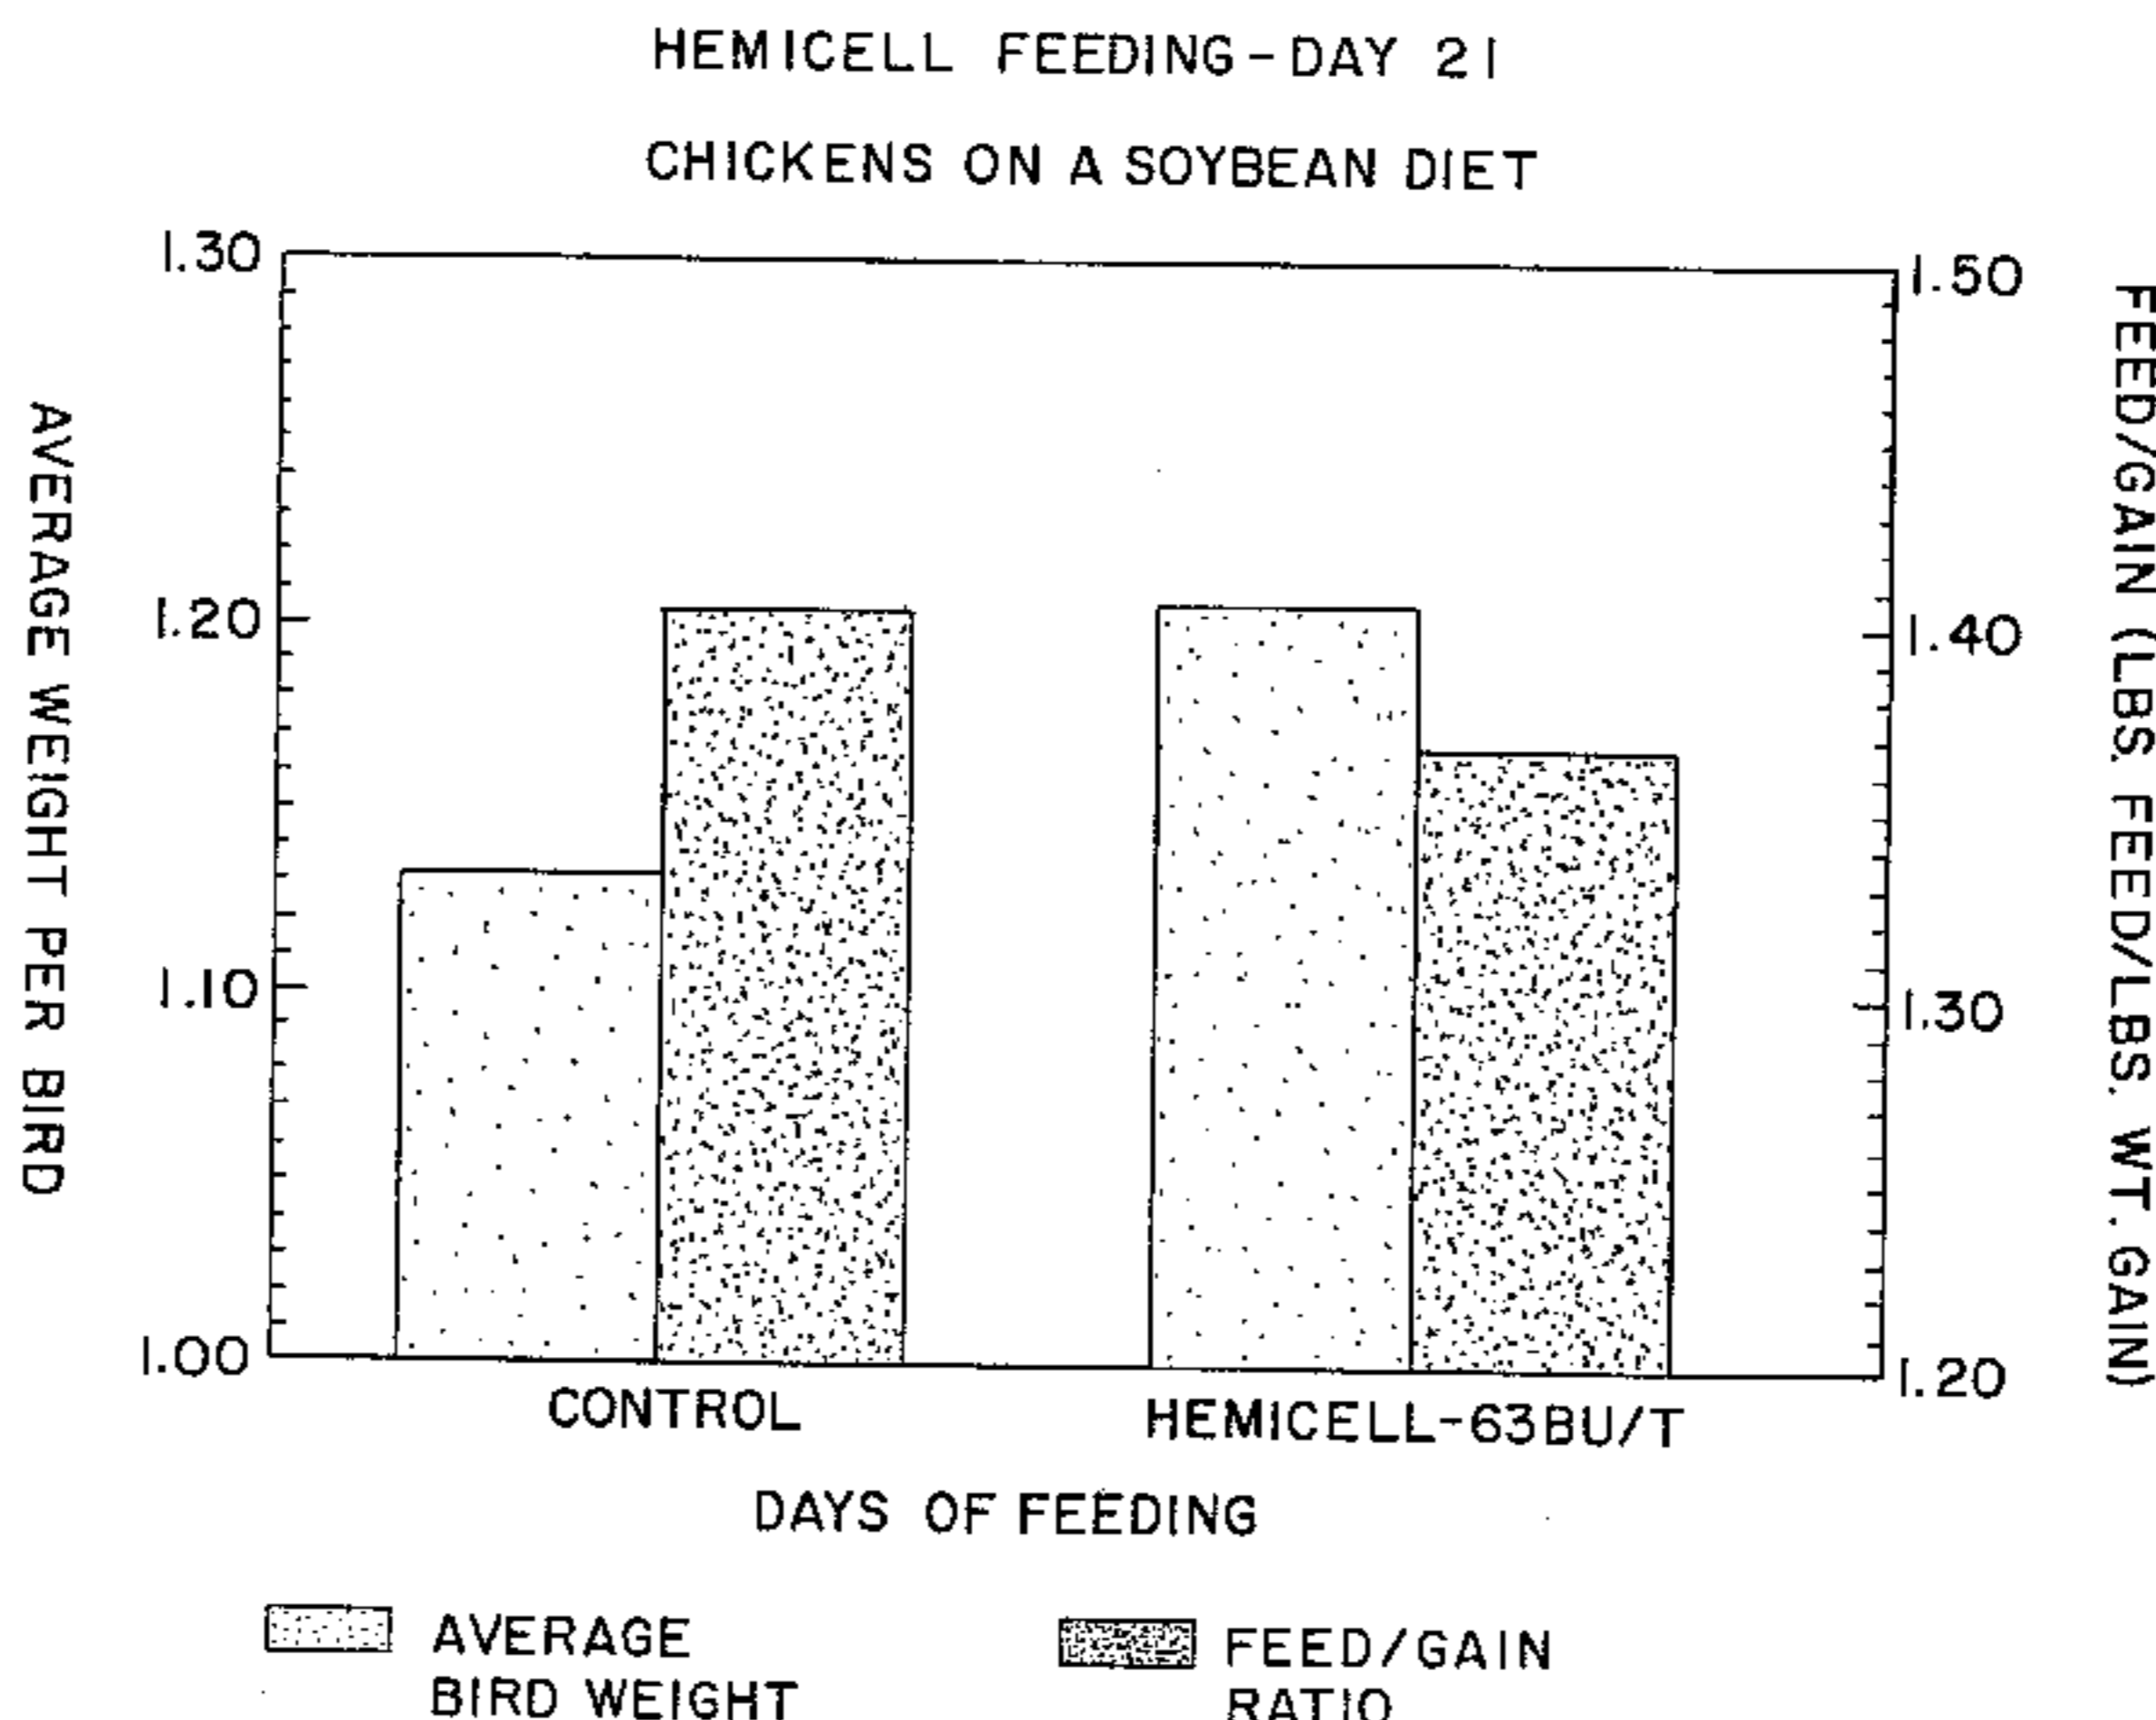 HEMICELL FEEDING-DAY 21
CHICKENS ON A SOYBEAN DIET
1.30
1.20
1.10
1.00
AVERAGE WEIGHT PER BIRD
1.50
1.40
1.30
1.20
FEED/GAIN (LBS. FEED/LBS. WT. GAIN)
CONTROL
HEMICELL-63BU/T
DAYS OF FEEDING
AVERAGE
BIRD WEIGHT
FEED/GAIN
RATIO